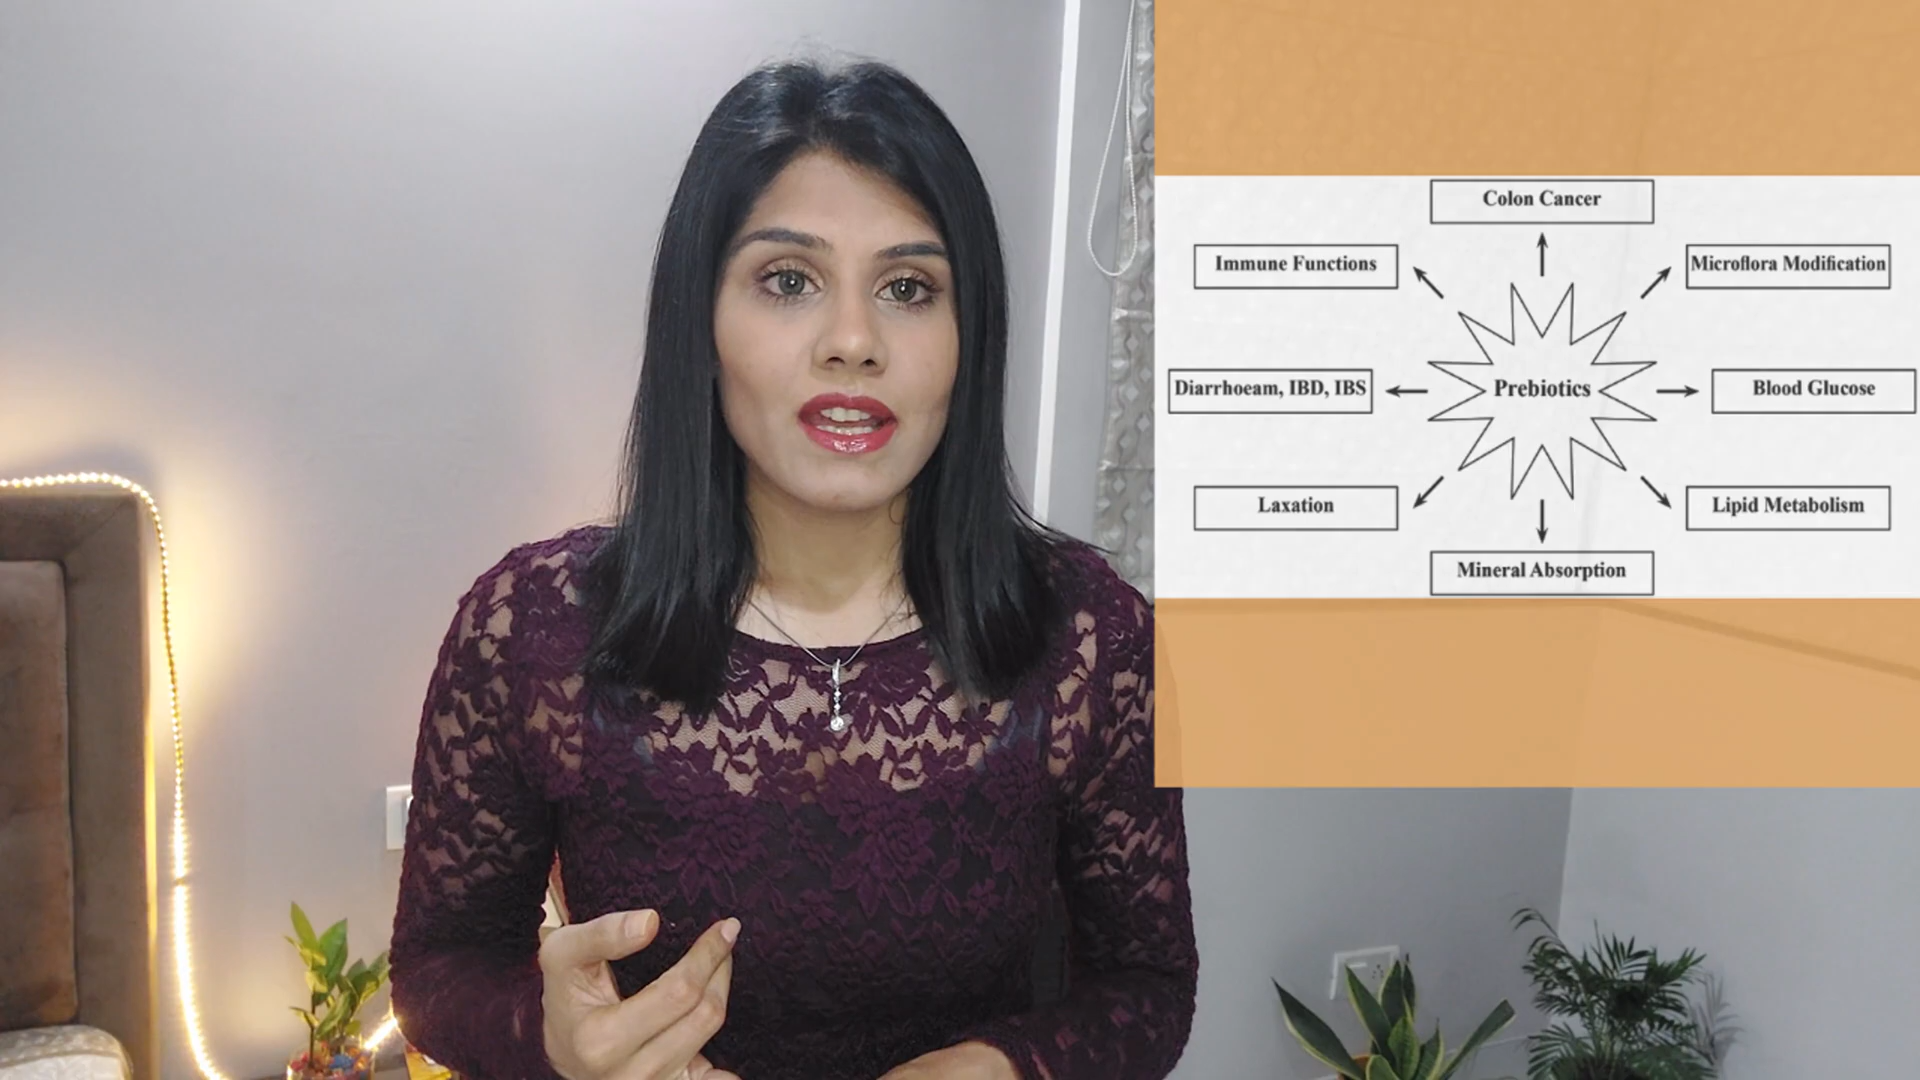 Colon Cancer
Immune Functions
Microflora Modification
Diarrhoeam, IBD, IBS
Prebiotics
Blood Glucose
Laxation
Lipid Metabolism
Mineral Absorption